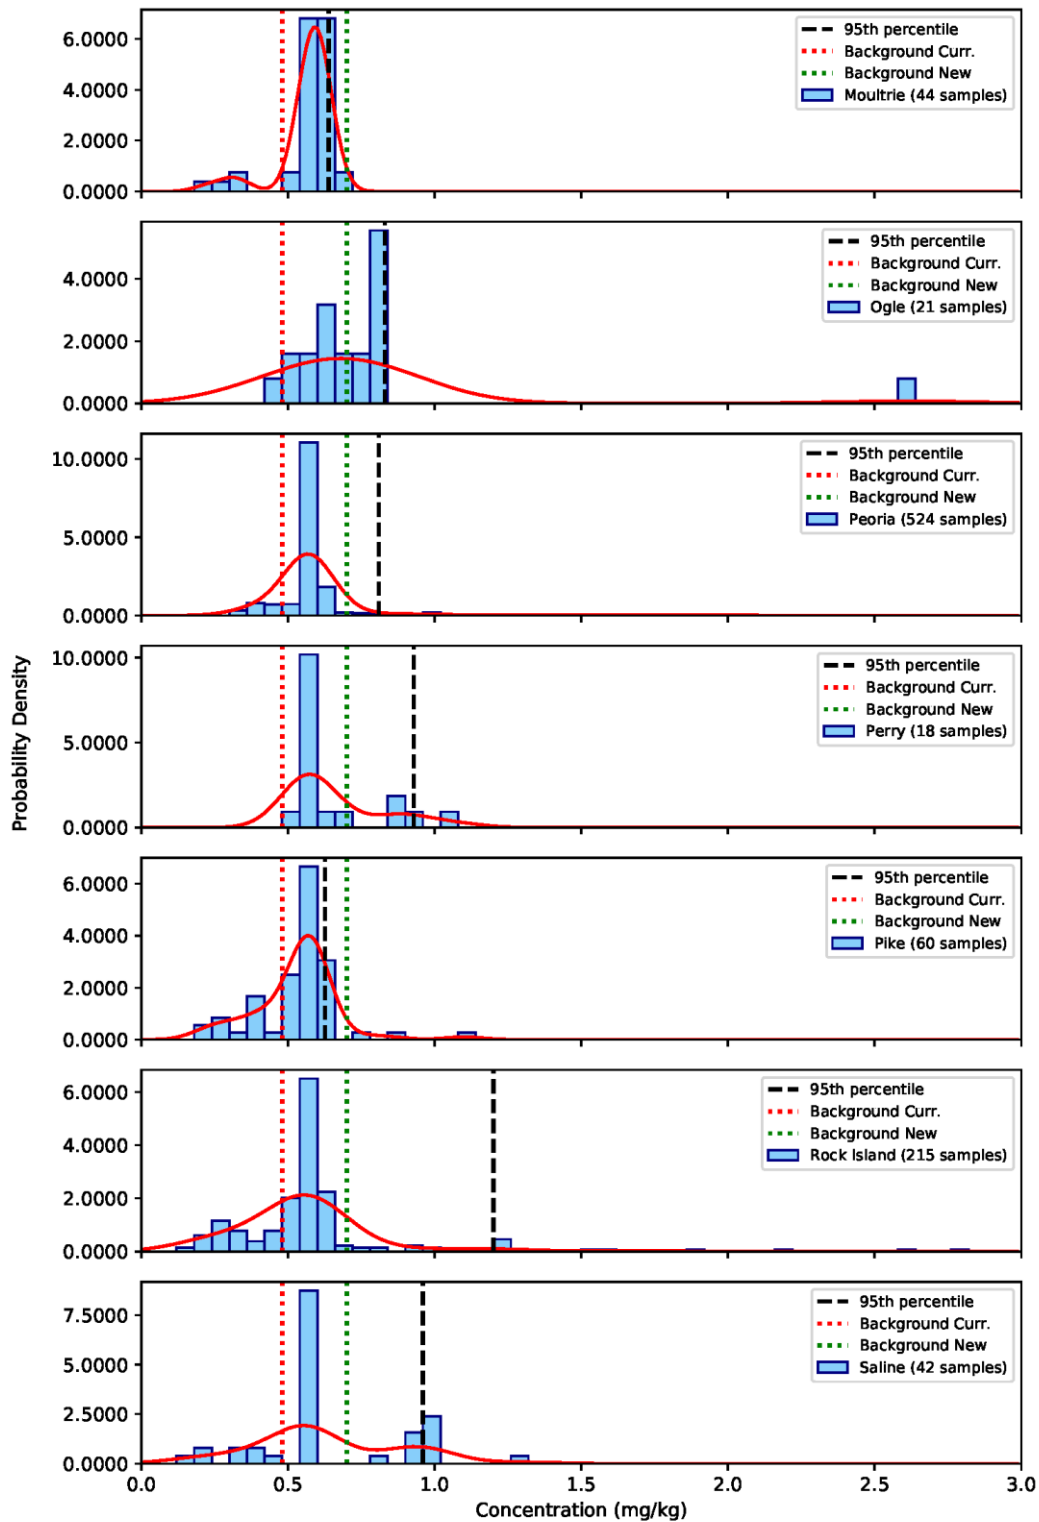 6.0000
4.0000
2.0000
0.0000
95th percentile
Background Curr.
Background New
Moultrie (44 samples)
4.0000
2.0000
0.0000
95th percentile
Background Curr.
Background New
Ogle (21 samples)
10.0000
5.0000
0.0000
95th percentile
Background Curr.
Background New
Peoria (524 samples)
Probability Density
10.0000
5.0000
0.0000
95th percentile
Background Curr.
Background New
Perry (18 samples)
6.0000
4.0000
2.0000
0.0000
95th percentile
Background Curr.
Background New
Pike (60 samples)
6.0000
4.0000
2.0000
0.0000
95th percentile
Background Curr.
Background New
Rock Island (215 samples)
7.5000
5.0000
2.5000
0.0000
95th percentile
Background Curr.
Background New
Saline (42 samples)
0.0 0.5 1.0 1.5 2.0 2.5 3.0
Concentration (mg/kg)